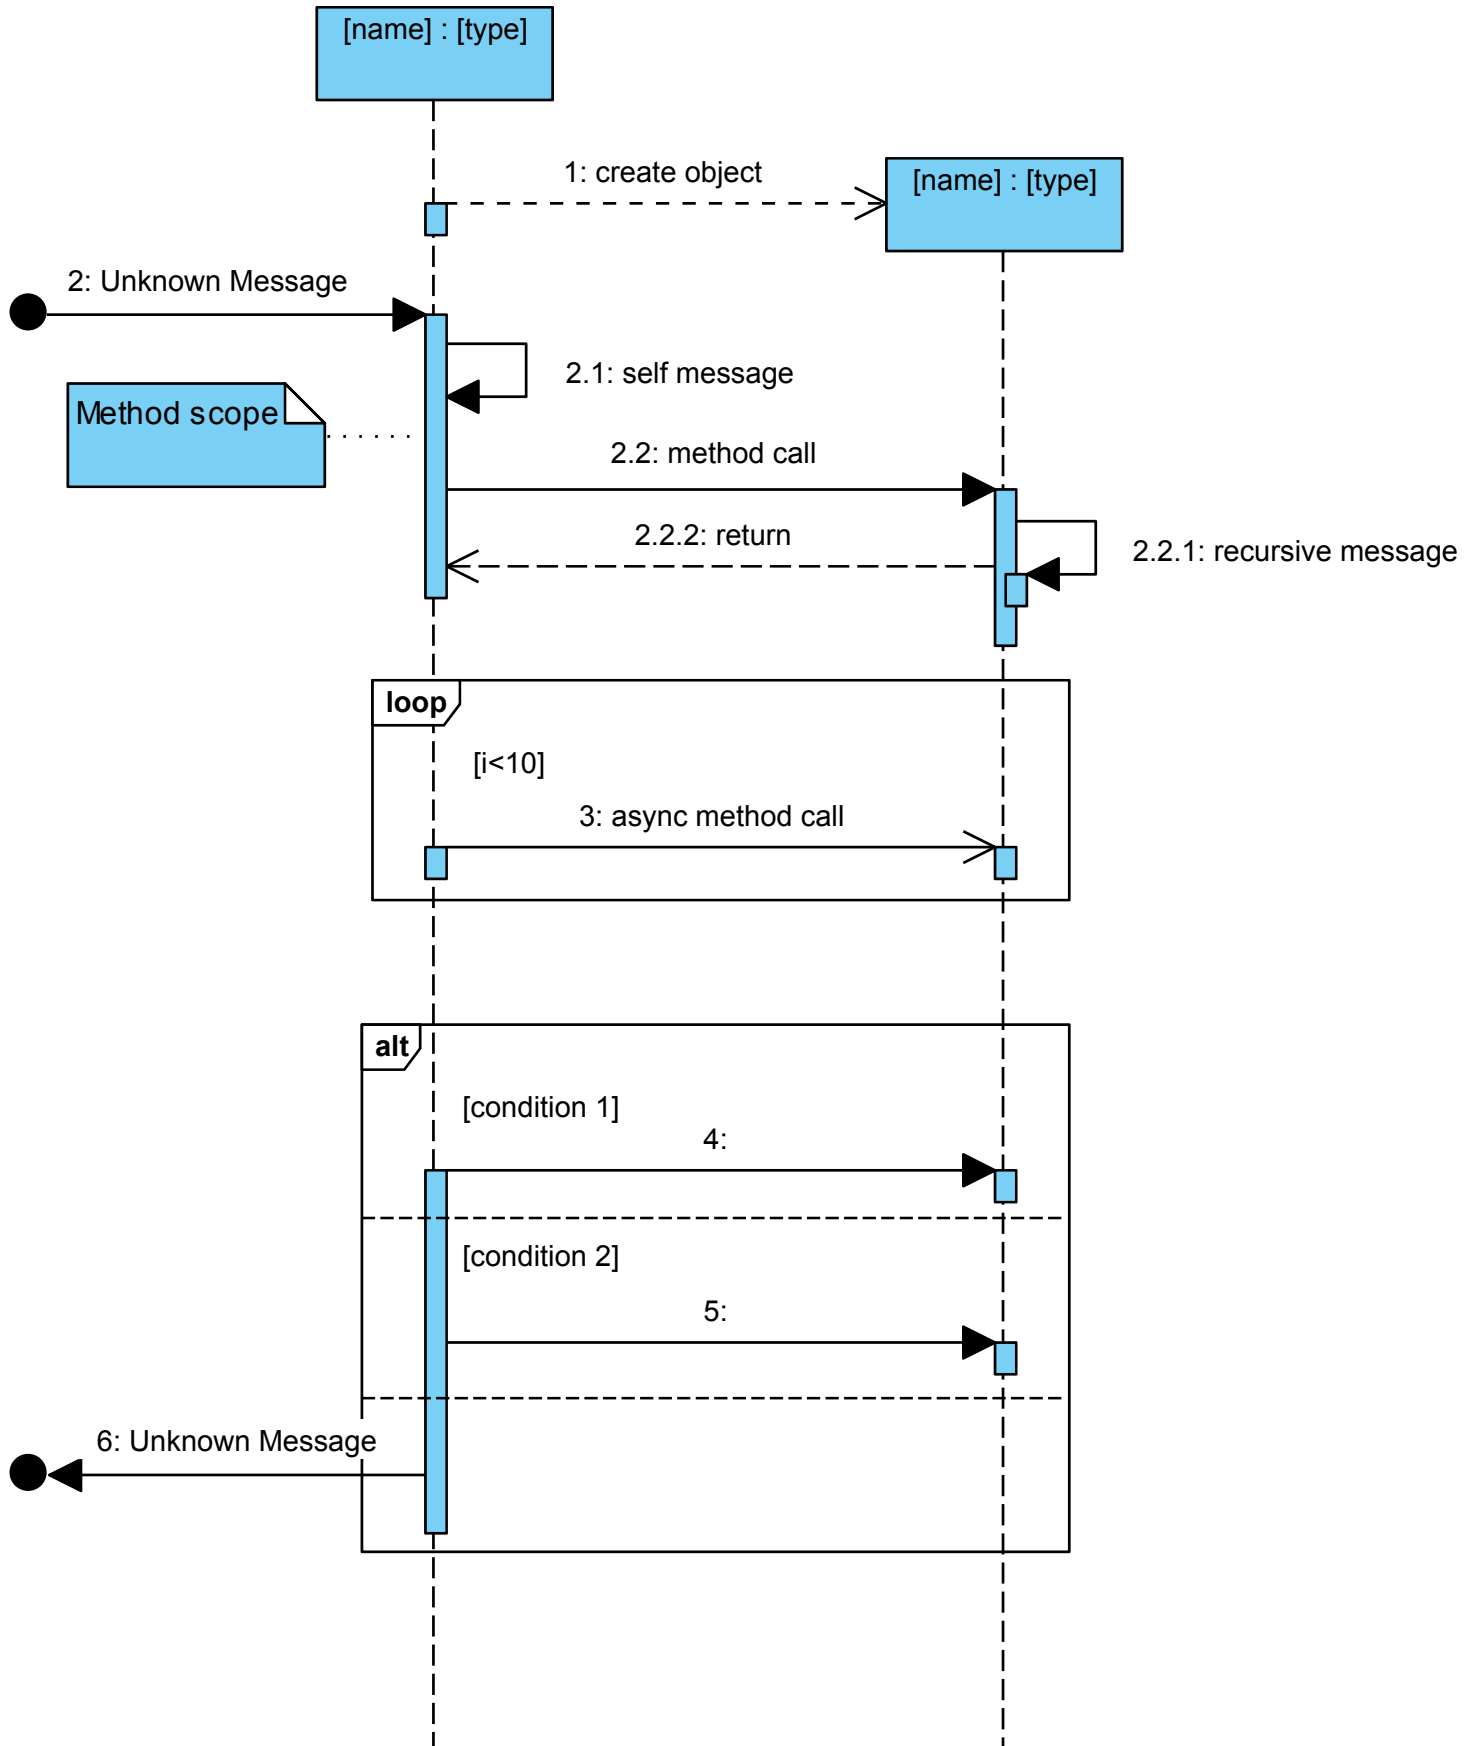 [name] : [type]
1: create object
[name] : [type]
2: Unknown Message
2.1: self message
Method scope
2.2: method call
2.2.2: return
2.2.1: recursive message
loop
[i<10]
3: async method call
alt
[condition 1]
4:
[condition 2]
5:
6: Unknown Message